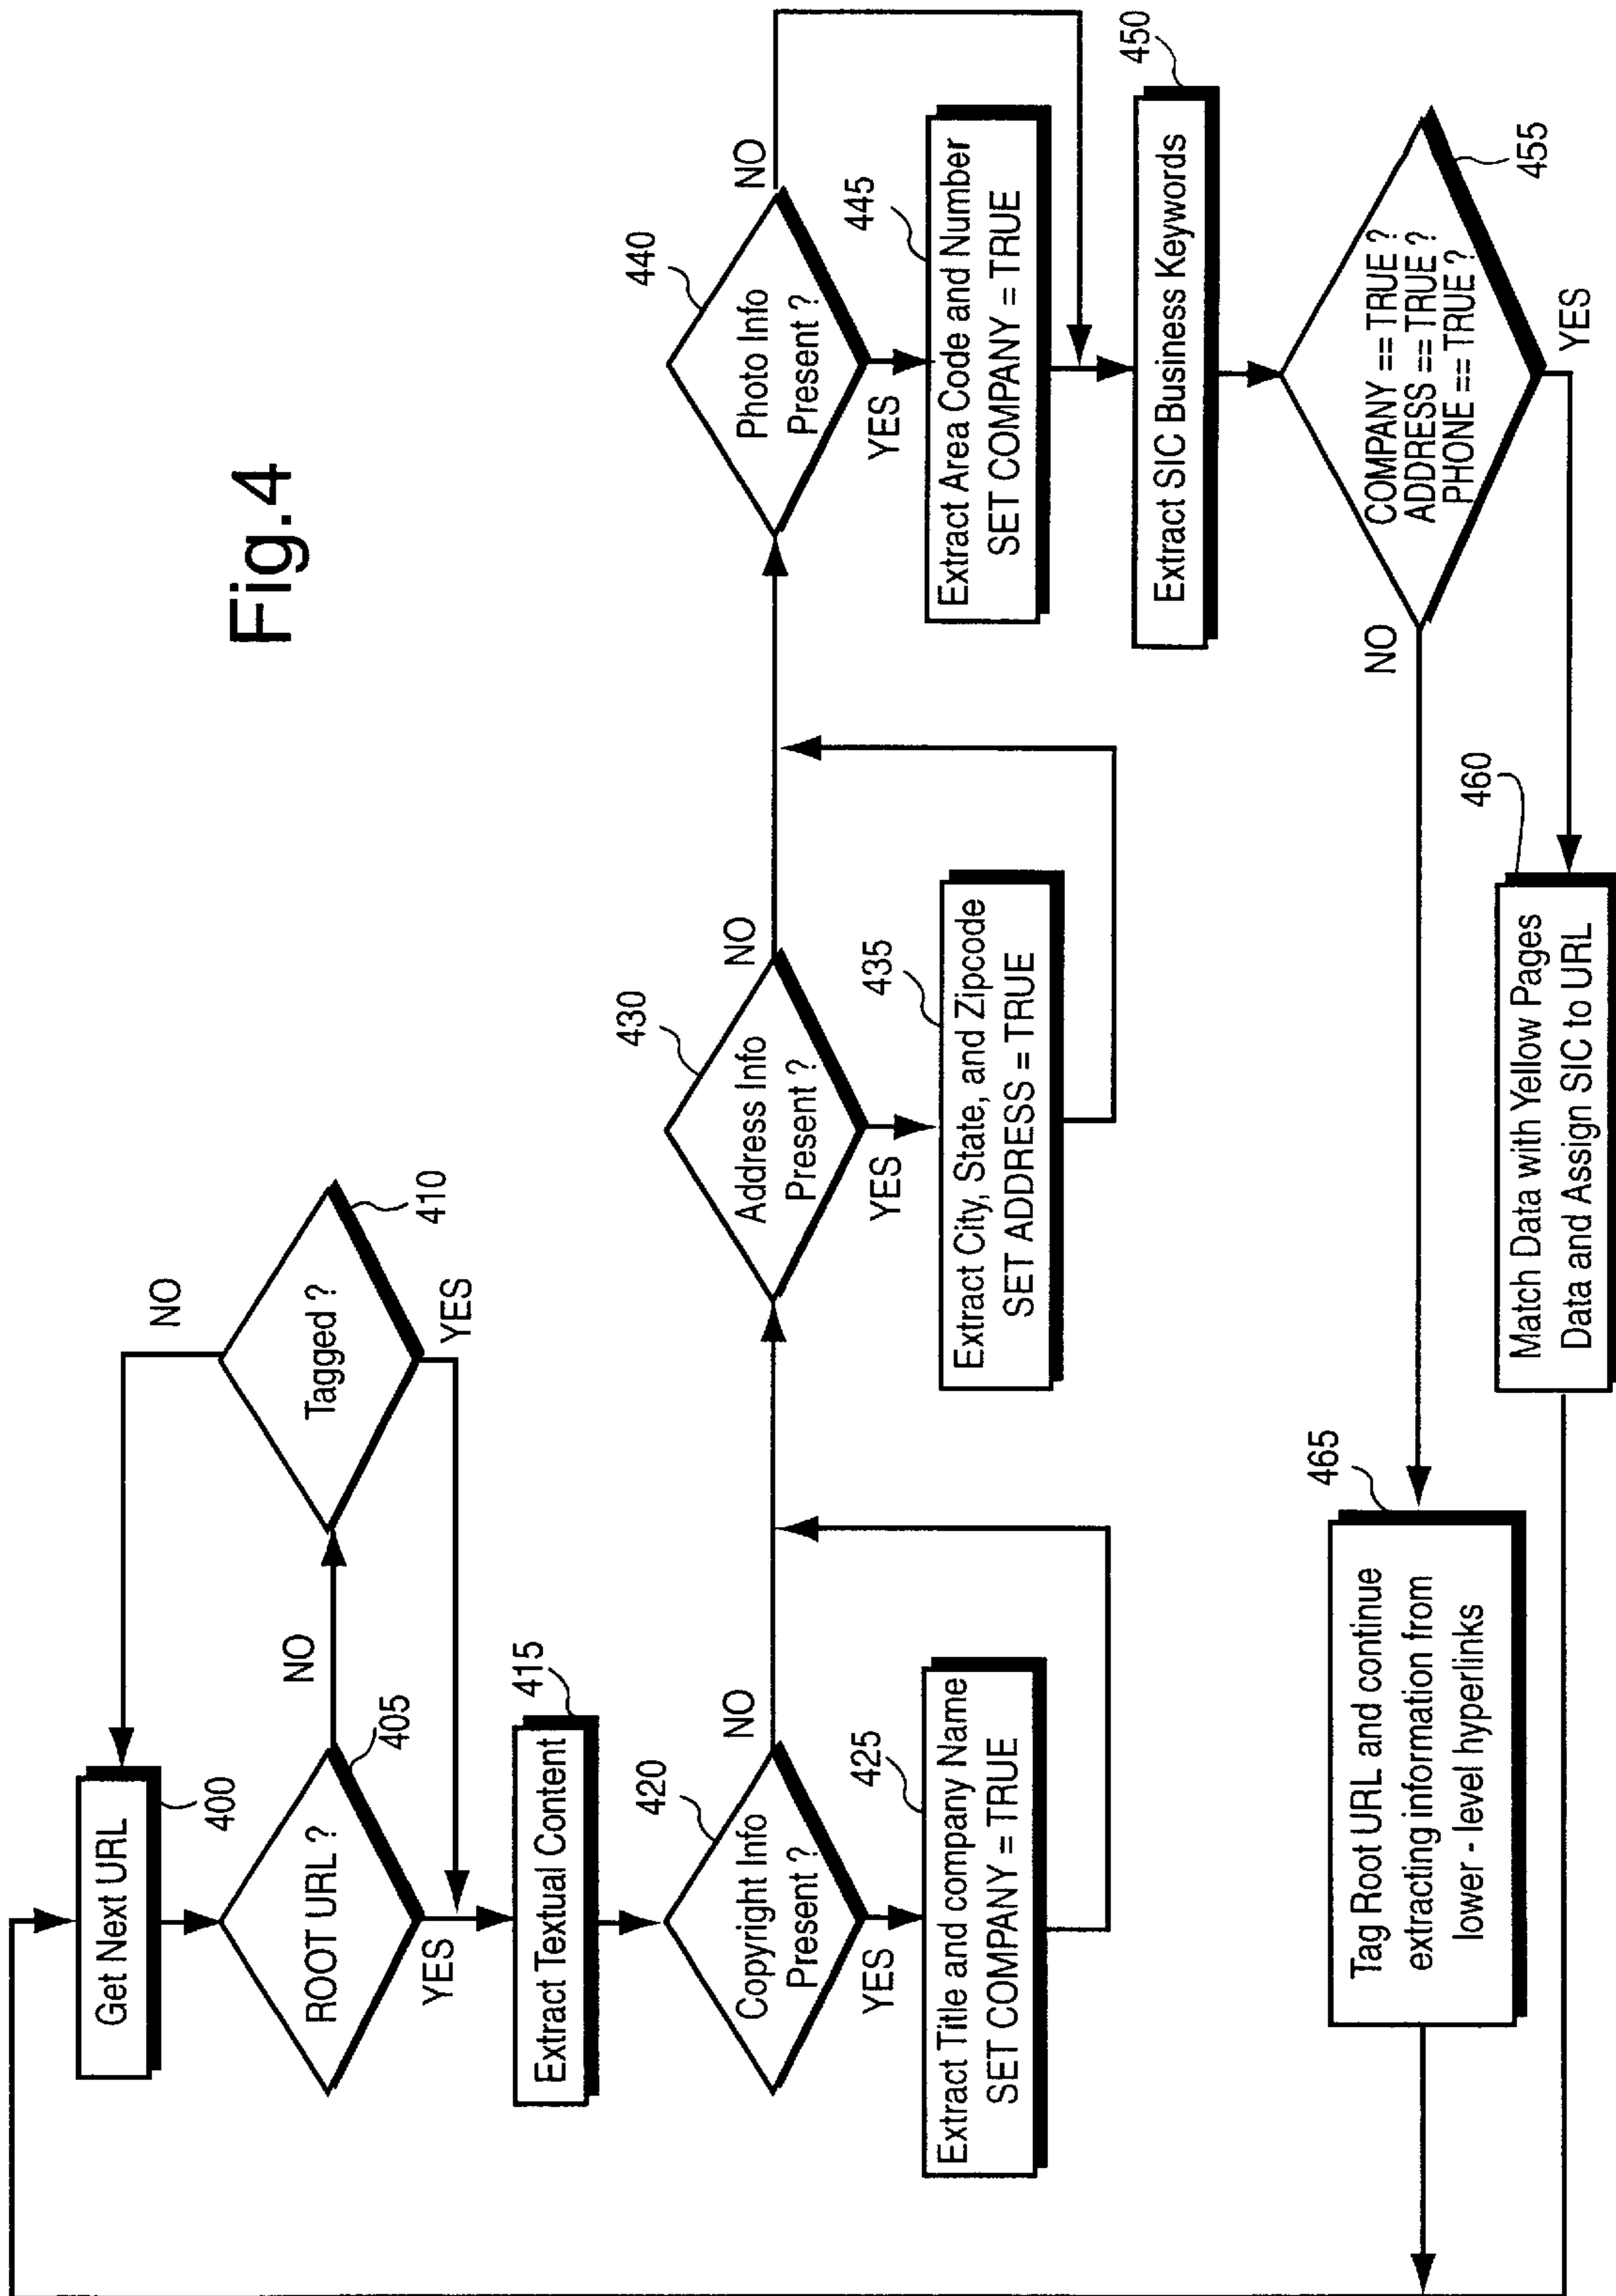 Fig.4
Get Next URL
400
ROOT URL ?
405
NO
YES
Tagged ?
410
NO
YES
Extract Textual Content
415
Copyright Info
Present ?
420
NO
YES
Extract Title and company Name
SET COMPANY = TRUE
425
Address Info
Present ?
430
NO
YES
Extract City, State, and Zipcode
SET ADDRESS = TRUE
435
Photo Info
Present ?
440
NO
YES
Extract Area Code and Number
SET COMPANY = TRUE
445
Extract SIC Business Keywords
450
COMPANY == TRUE ?
ADDRESS == TRUE ?
PHONE == TRUE ?
455
NO
YES
Match Data with Yellow Pages
Data and Assign SIC to URL
460
Tag Root URL and continue
extracting information from
lower - level hyperlinks
465